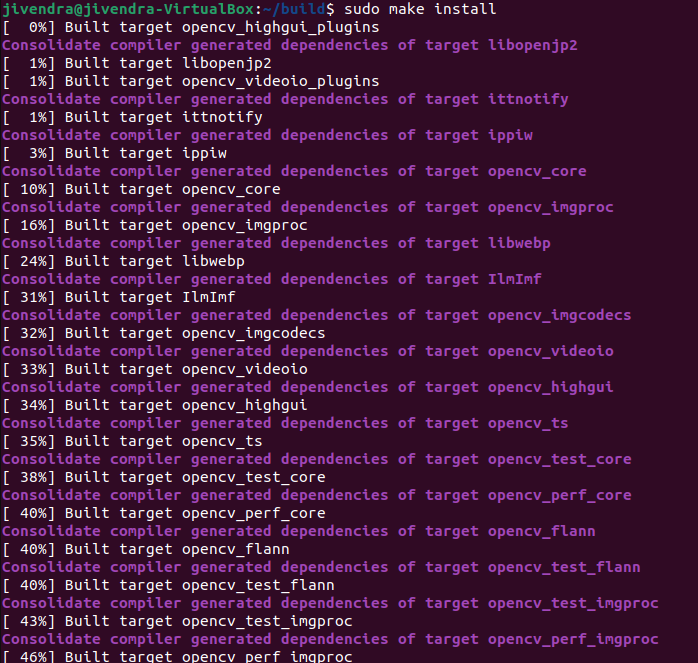 jivendra@jivendra-VirtualBox:~/build$ sudo make install
[  0%] Built target opencv_highgui_plugins
Consolidate compiler generated dependencies of target libopenjp2
[  1%] Built target libopenjp2
[  1%] Built target opencv_videoio_plugins
Consolidate compiler generated dependencies of target ittnotify
[  1%] Built target ittnotify
Consolidate compiler generated dependencies of target ippiw
[  3%] Built target ippiw
Consolidate compiler generated dependencies of target opencv_core
[ 10%] Built target opencv_core
Consolidate compiler generated dependencies of target opencv_imgproc
[ 16%] Built target opencv_imgproc
Consolidate compiler generated dependencies of target libwebp
[ 24%] Built target libwebp
Consolidate compiler generated dependencies of target IlmImf
[ 31%] Built target IlmImf
Consolidate compiler generated dependencies of target opencv_imgcodecs
[ 32%] Built target opencv_imgcodecs
Consolidate compiler generated dependencies of target opencv_videoio
[ 33%] Built target opencv_videoio
Consolidate compiler generated dependencies of target opencv_highgui
[ 34%] Built target opencv_highgui
Consolidate compiler generated dependencies of target opencv_ts
[ 35%] Built target opencv_ts
Consolidate compiler generated dependencies of target opencv_test_core
[ 38%] Built target opencv_test_core
Consolidate compiler generated dependencies of target opencv_perf_core
[ 40%] Built target opencv_perf_core
Consolidate compiler generated dependencies of target opencv_flann
[ 40%] Built target opencv_flann
Consolidate compiler generated dependencies of target opencv_test_flann
[ 40%] Built target opencv_test_flann
Consolidate compiler generated dependencies of target opencv_test_imgproc
[ 43%] Built target opencv_test_imgproc
Consolidate compiler generated dependencies of target opencv_perf_imgproc
[ 46%] Built target opencv_perf_imgproc